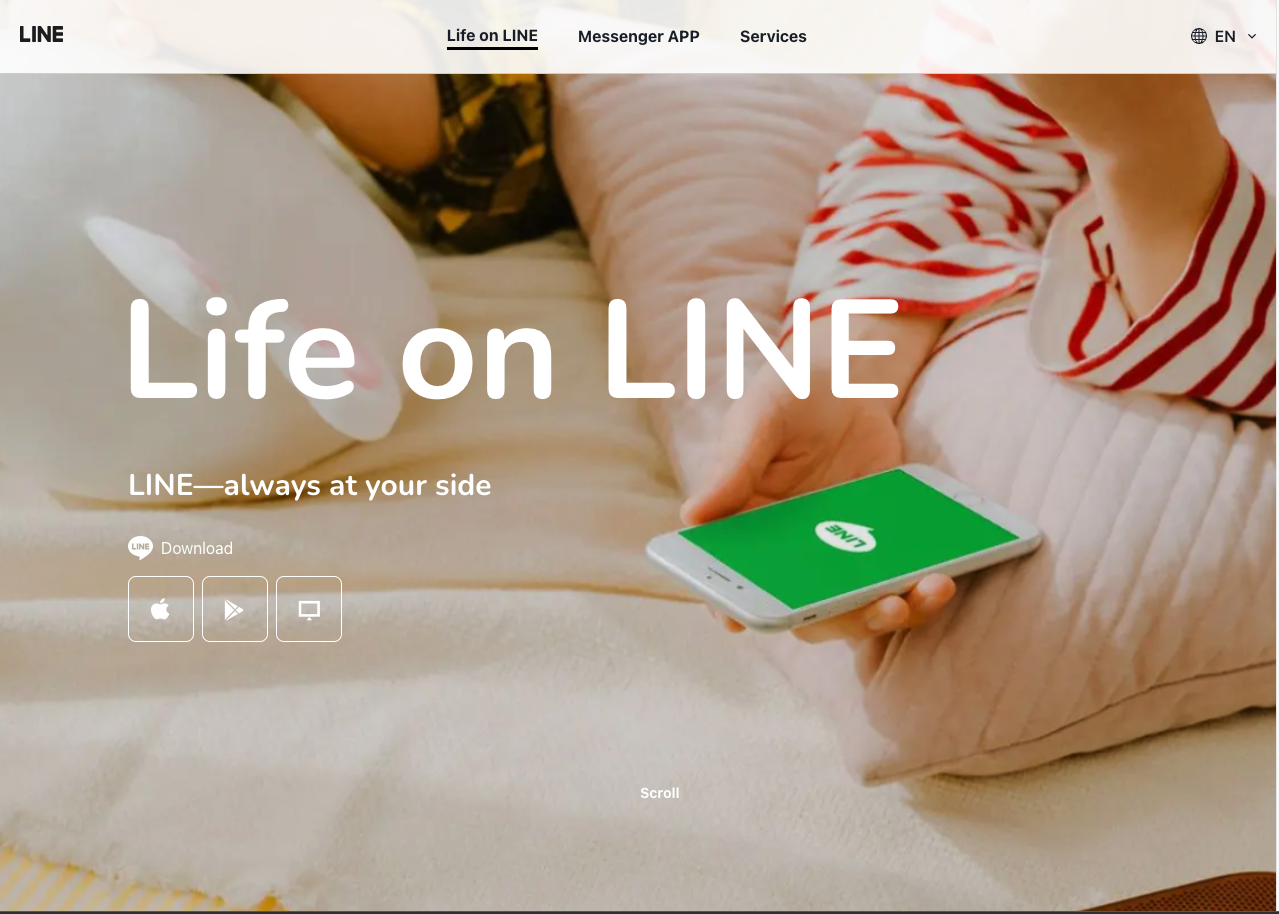 LINE
Life on LINE
Messenger APP
Services
EN
Life on LINE
LINE—always at your side
LINE
Download
LINE
Scroll